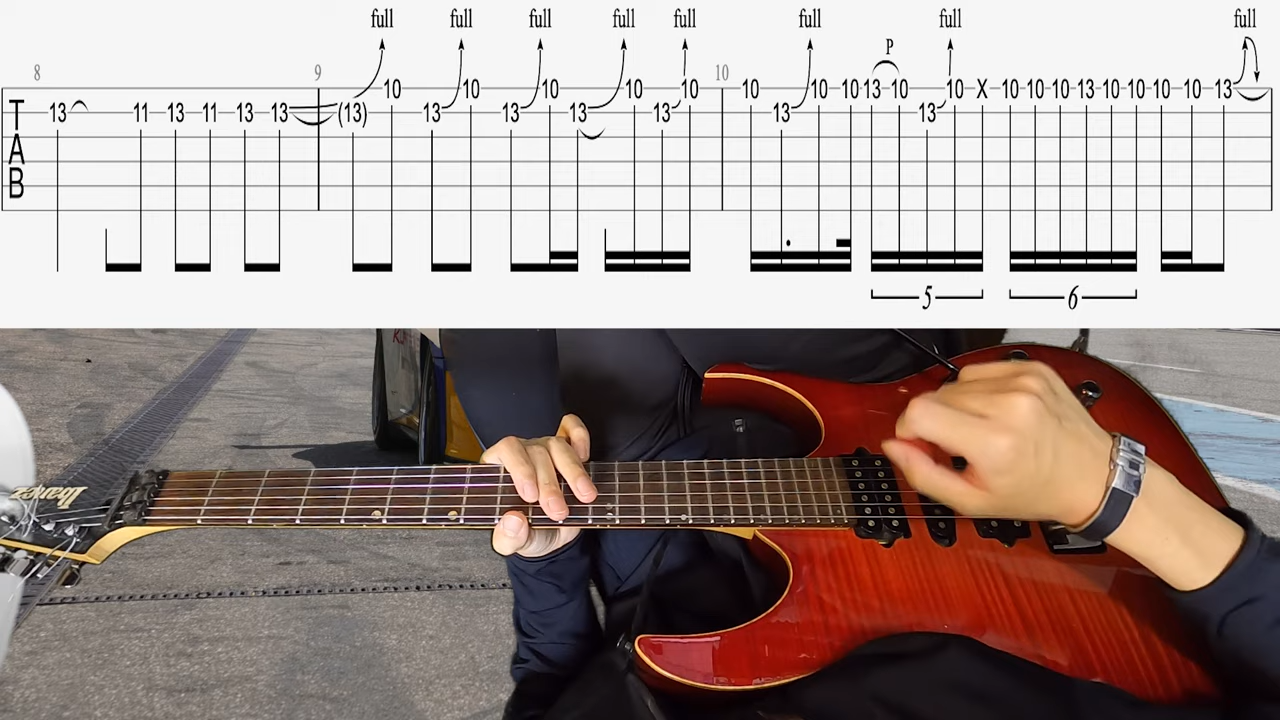 full full full full full full full full
8 9 10 P
10 10 10 10 10 10 10 10 13 10 10 X 10 10 10 13 10 10 10 10 13
T 13 11 13 11 13 13 (13) 13 13 13 13 13 13
A
B
5 6
Ibanez